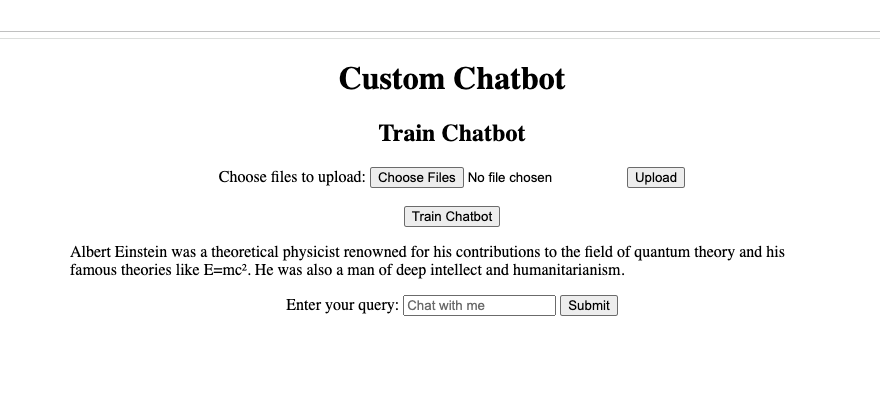 Custom Chatbot
Train Chatbot
Choose files to upload: Choose Files No file chosen Upload
Train Chatbot
Albert Einstein was a theoretical physicist renowned for his contributions to the field of quantum theory and his
famous theories like E=mc². He was also a man of deep intellect and humanitarianism.
Enter your query: Chat with me Submit